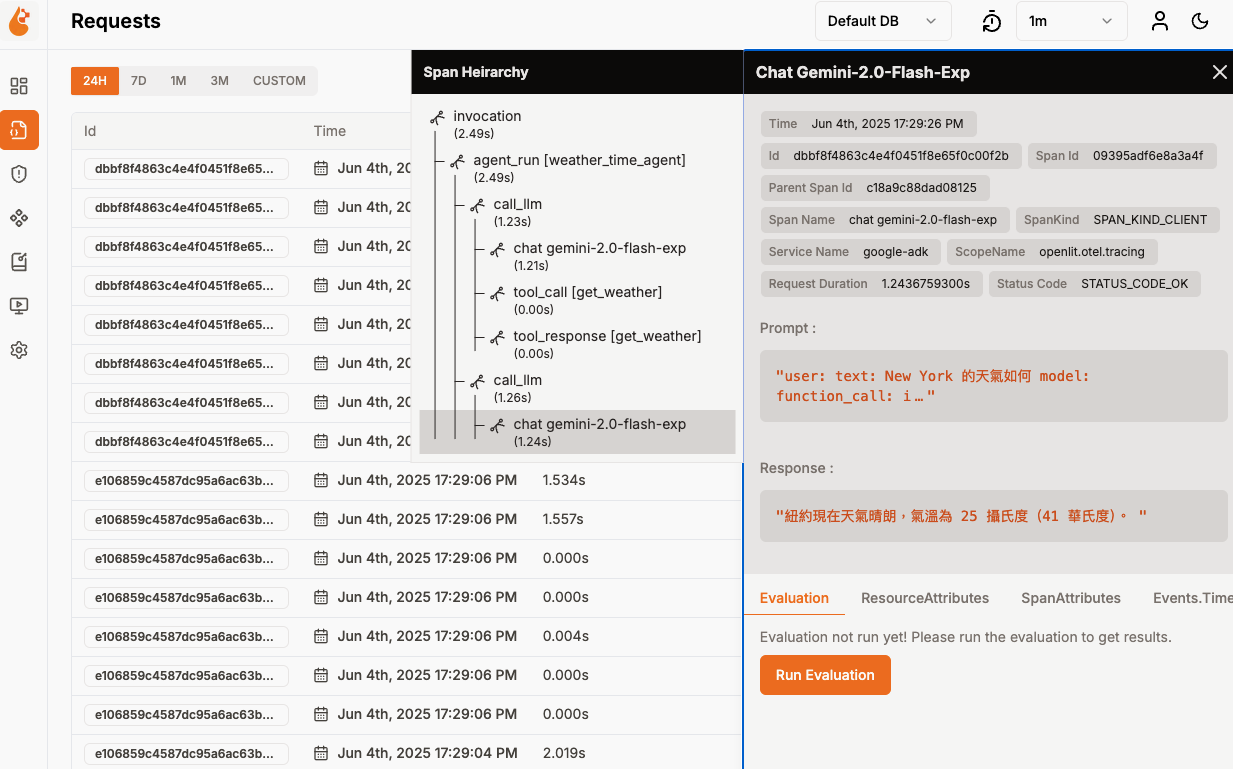 Requests
Default DB
1m
24H 7D 1M 3M CUSTOM
Id Time
dbbf8f4863c4e4f0451f8e65... Jun 4th, 20
dbbf8f4863c4e4f0451f8e65... Jun 4th, 20
dbbf8f4863c4e4f0451f8e65... Jun 4th, 20
dbbf8f4863c4e4f0451f8e65... Jun 4th, 20
dbbf8f4863c4e4f0451f8e65... Jun 4th, 20
dbbf8f4863c4e4f0451f8e65... Jun 4th, 20
dbbf8f4863c4e4f0451f8e65... Jun 4th, 20
dbbf8f4863c4e4f0451f8e65... Jun 4th, 20
e106859c4587dc95a6ac63b... Jun 4th, 2025 17:29:06 PM 1.534s
e106859c4587dc95a6ac63b... Jun 4th, 2025 17:29:06 PM 1.557s
e106859c4587dc95a6ac63b... Jun 4th, 2025 17:29:06 PM 0.000s
e106859c4587dc95a6ac63b... Jun 4th, 2025 17:29:06 PM 0.000s
e106859c4587dc95a6ac63b... Jun 4th, 2025 17:29:06 PM 0.004s
e106859c4587dc95a6ac63b... Jun 4th, 2025 17:29:06 PM 0.000s
e106859c4587dc95a6ac63b... Jun 4th, 2025 17:29:06 PM 0.000s
e106859c4587dc95a6ac63b... Jun 4th, 2025 17:29:04 PM 2.019s
Span Heirarchy
invocation
(2.49s)
agent_run [weather_time_agent]
(2.49s)
call_llm
(1.23s)
chat gemini-2.0-flash-exp
(1.21s)
tool_call [get_weather]
(0.00s)
tool_response [get_weather]
(0.00s)
call_llm
(1.26s)
chat gemini-2.0-flash-exp
(1.24s)
Chat Gemini-2.0-Flash-Exp
Time Jun 4th, 2025 17:29:26 PM
Id dbbf8f4863c4e4f0451f8e65f0c00f2b Span Id 09395adf6e8a3a4f
Parent Span Id c18a9c88dad08125
Span Name chat gemini-2.0-flash-exp SpanKind SPAN_KIND_CLIENT
Service Name google-adk ScopeName openlit.otel.tracing
Request Duration 1.2436759300s Status Code STATUS_CODE_OK
Prompt :
"user: text: New York 的天氣如何 model:
function_call: i…"
Response :
"紐約現在天氣晴朗，氣溫為 25 攝氏度 (41 華氏度)。 "
Evaluation ResourceAttributes SpanAttributes Events.Time
Evaluation not run yet! Please run the evaluation to get results.
Run Evaluation